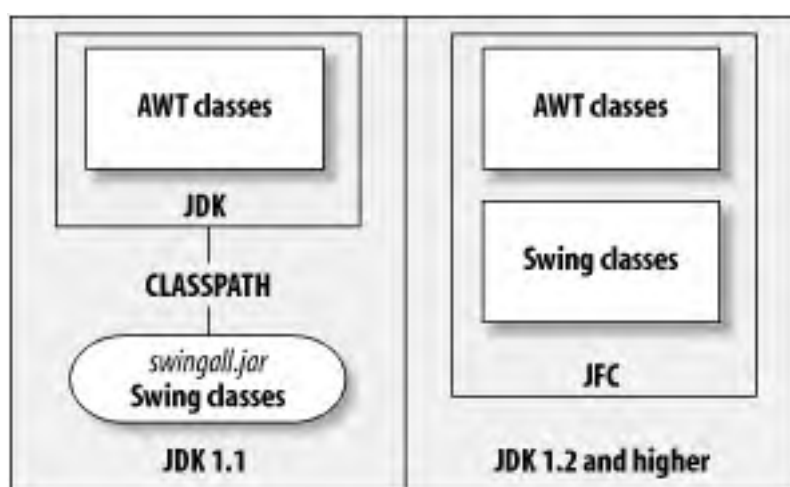 AWT classes
JDK
CLASSPATH
swingall.jar
Swing classes
JDK 1.1
AWT classes
Swing classes
JFC
JDK 1.2 and higher